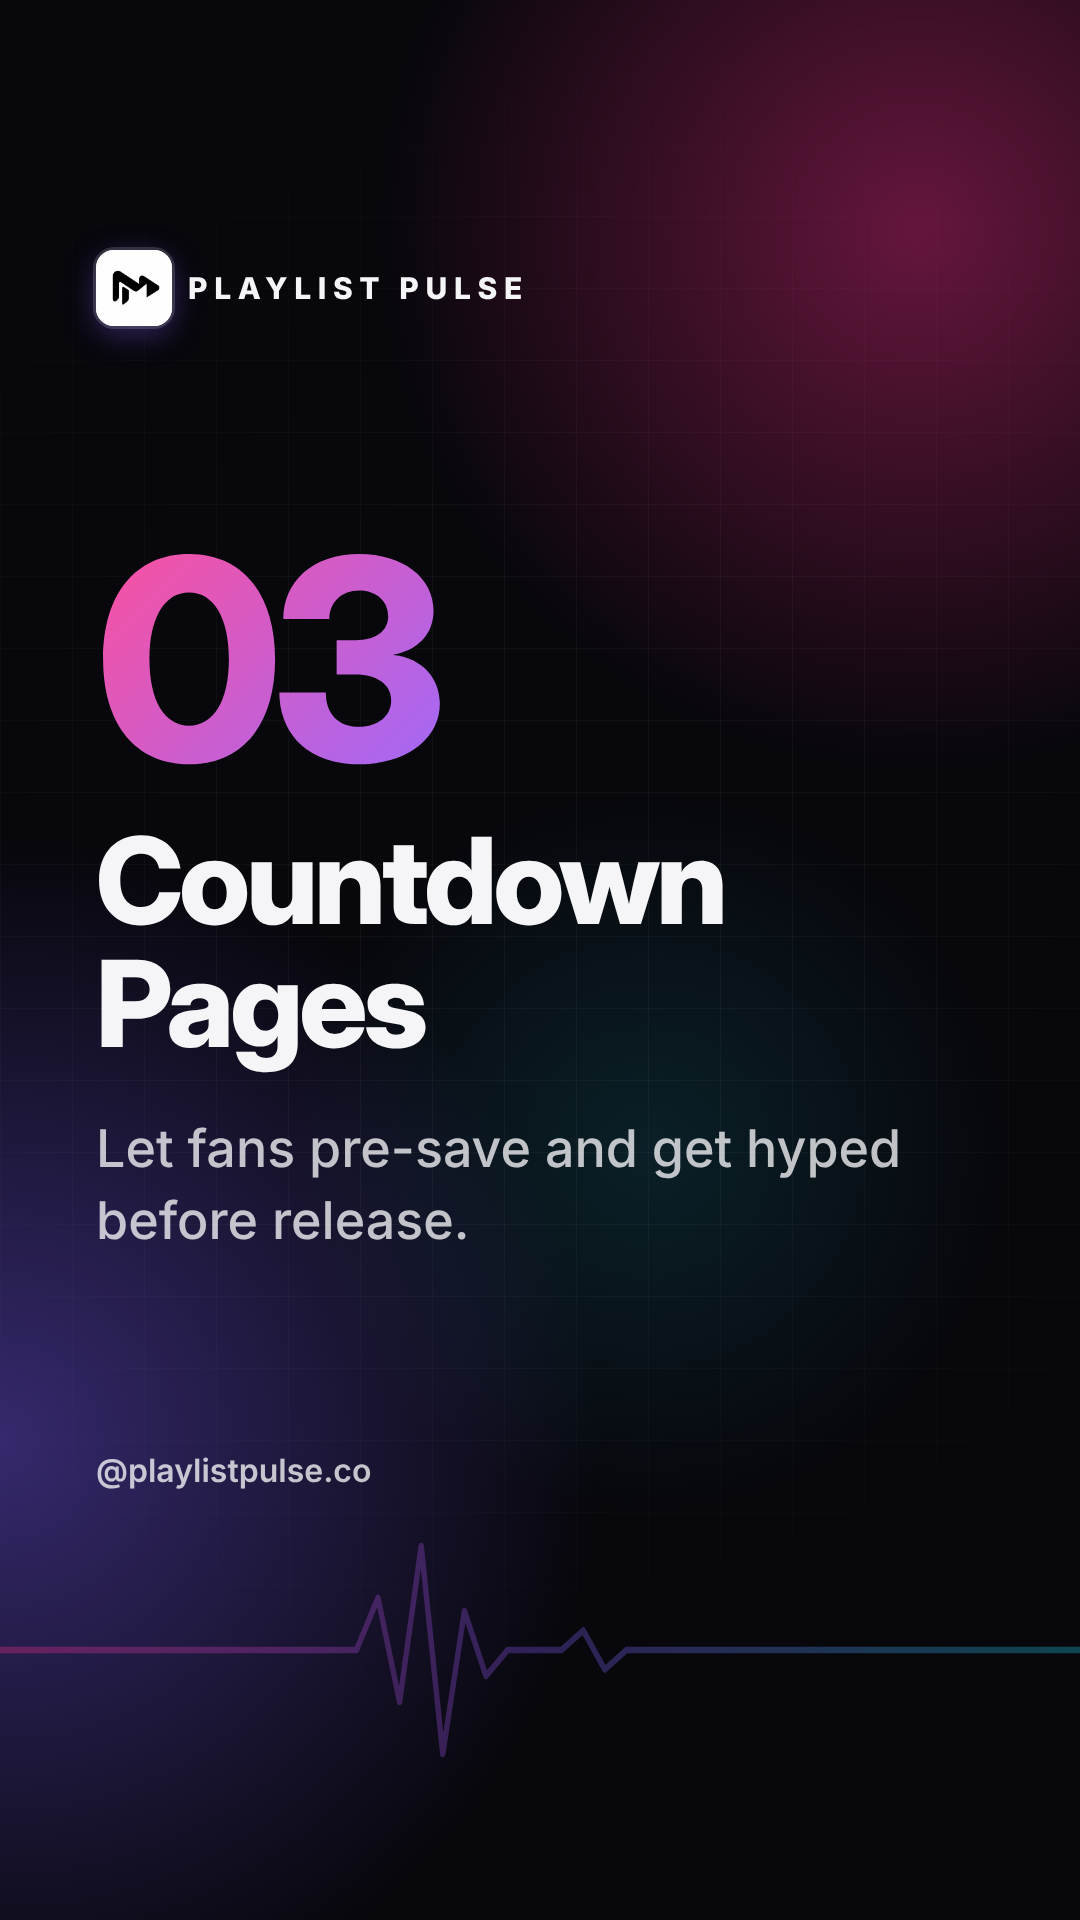 PLAYLIST PULSE
03
Countdown
Pages
Let fans pre-save and get hyped
before release.
@playlistpulse.co